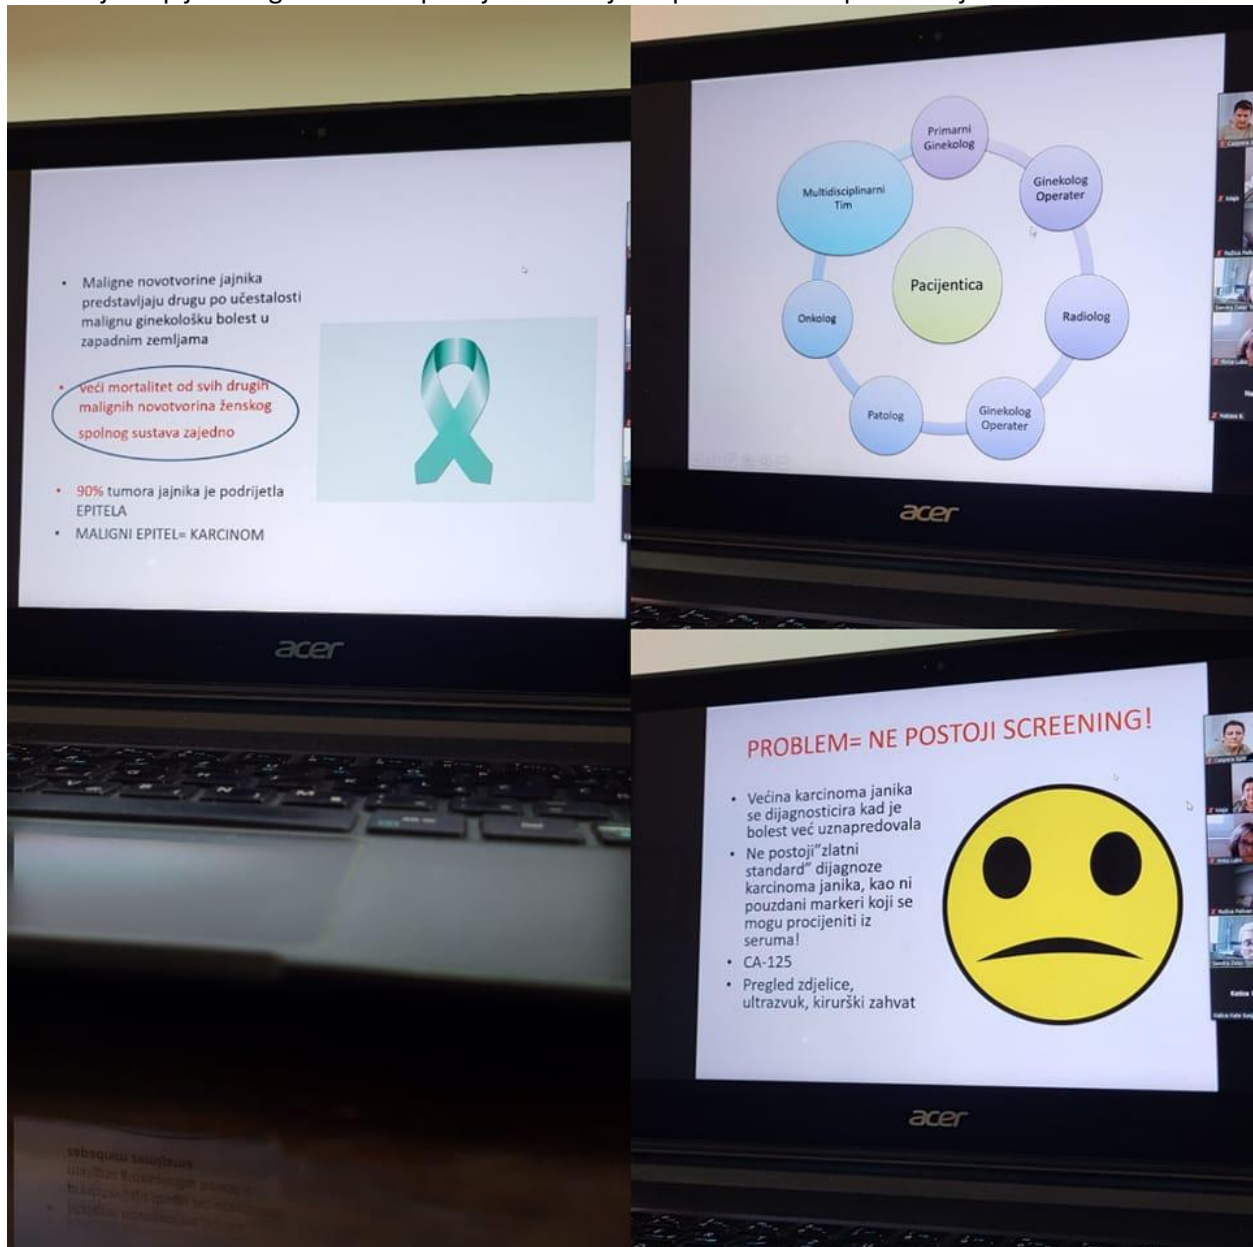 • Maligne novotvorine jajnika
predstavljaju drugu po učestalosti
malignu ginekološku bolest u
zapadnim zemljama
• veći mortalitet od svih drugih
malignih novotvorina ženskog
spolnog sustava zajedno
• 90% tumora jajnika je podrijetla
EPITELA
• MALIGNI EPITEL= KARCINOM
acer
Primarni
Ginekolog
Ginekolog
Operater
Radiolog
Ginekolog
Operater
Patolog
Onkolog
Multidisciplinarni
Tim
Pacijentica
acer
PROBLEM= NE POSTOJI SCREENING!
• Većina karcinoma janika
se dijagnosticira kad je
bolest već uznapredovala
• Ne postoji"zlatni
standard" dijagnoze
karcinoma janika, kao ni
pouzdani markeri koji se
mogu procijeniti iz
seruma!
• CA-125
• Pregled zdjelice,
ultrazvuk, kirurški zahvat
acer